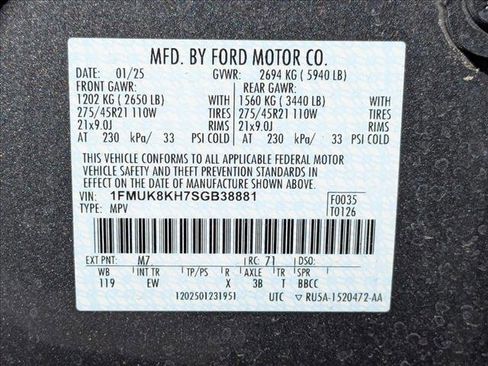 MFD. BY FORD MOTOR CO.
DATE: 01/25 GVWR: 2694 KG ( 5940 LB)
FRONT GAWR: REAR GAWR:
1202 KG ( 2650 LB) WITH 1560 KG ( 3440 LB) WITH
275/45R21 110W TIRES 275/45R21 110W TIRES
21x9.0J RIMS 21x9.0J RIMS
AT 230 kPa/ 33 PSI COLD AT 230 kPa/ 33 PSI COLD
THIS VEHICLE CONFORMS TO ALL APPLICABLE FEDERAL MOTOR
VEHICLE SAFETY AND THEFT PREVENTION STANDARDS IN
EFFECT ON THE DATE OF MANUFACTURE SHOWN ABOVE.
VIN: 1FMUK8KH7SGB38881 F0035
TYPE: MPV T0126
EXT PNT: M7 RC: 71 DSO:
WB INT TR TP/PS R AXLE TR SPR
119 EW X 3B T BBCC
1202501231951 UTC ▽ RU5A-1520472-AA